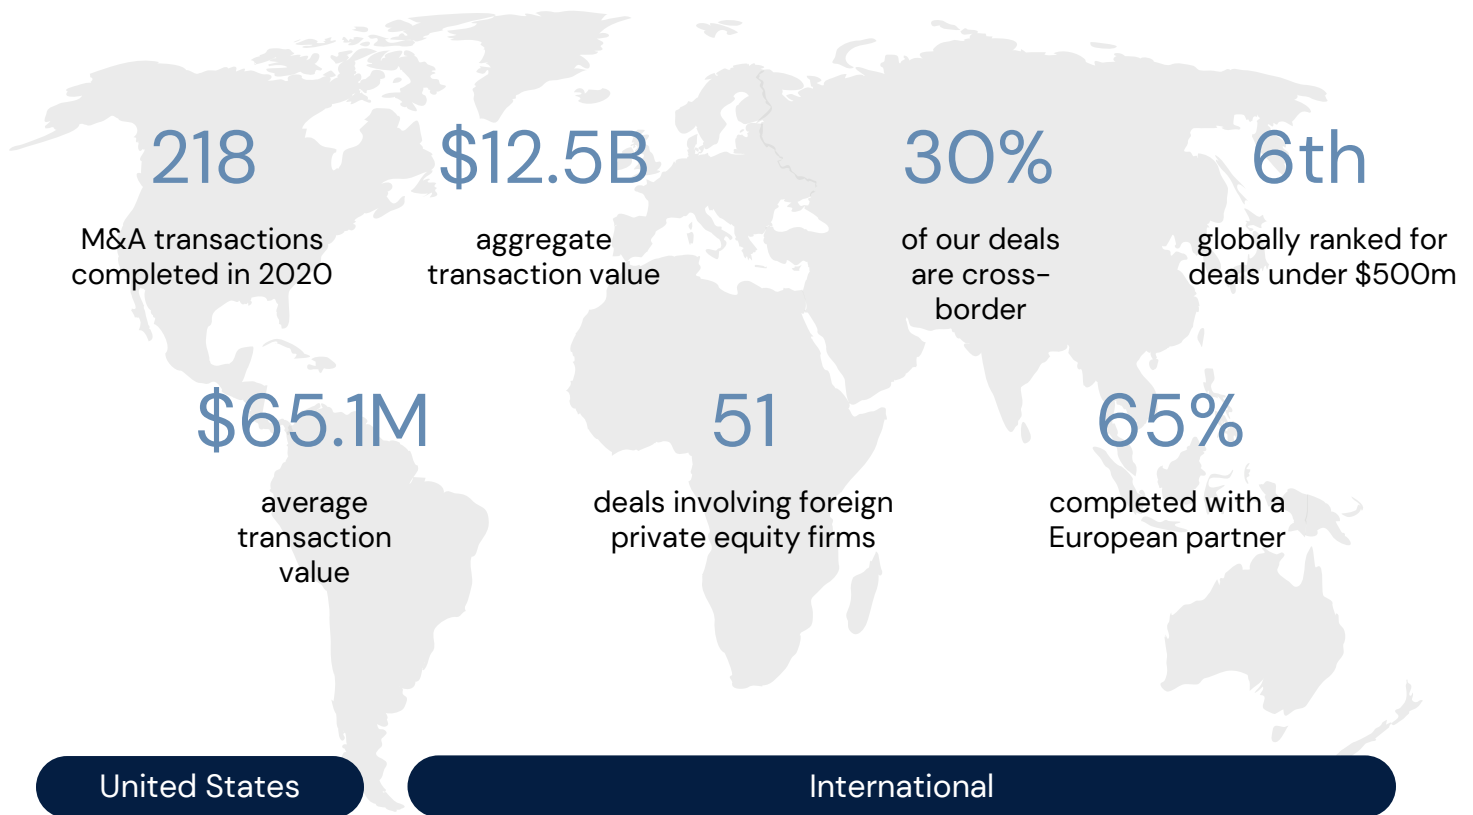 218
M&A transactions
completed in 2020
$12.5B
aggregate
transaction value
30%
of our deals
are cross-
border
6th
globally ranked for
deals under $500m
$65.1M
average
transaction
value
51
deals involving foreign
private equity firms
65%
completed with a
European partner
United States
International